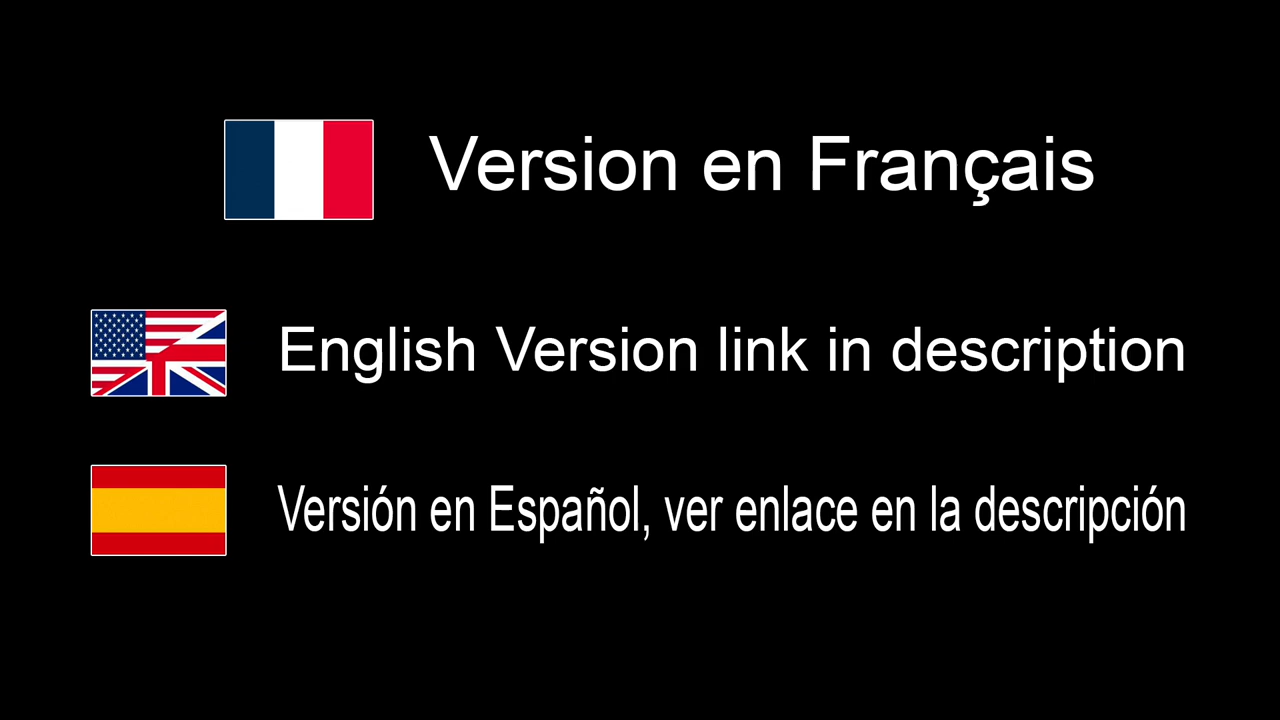 Version en Français
English Version link in description
Versión en Español, ver enlace en la descripción